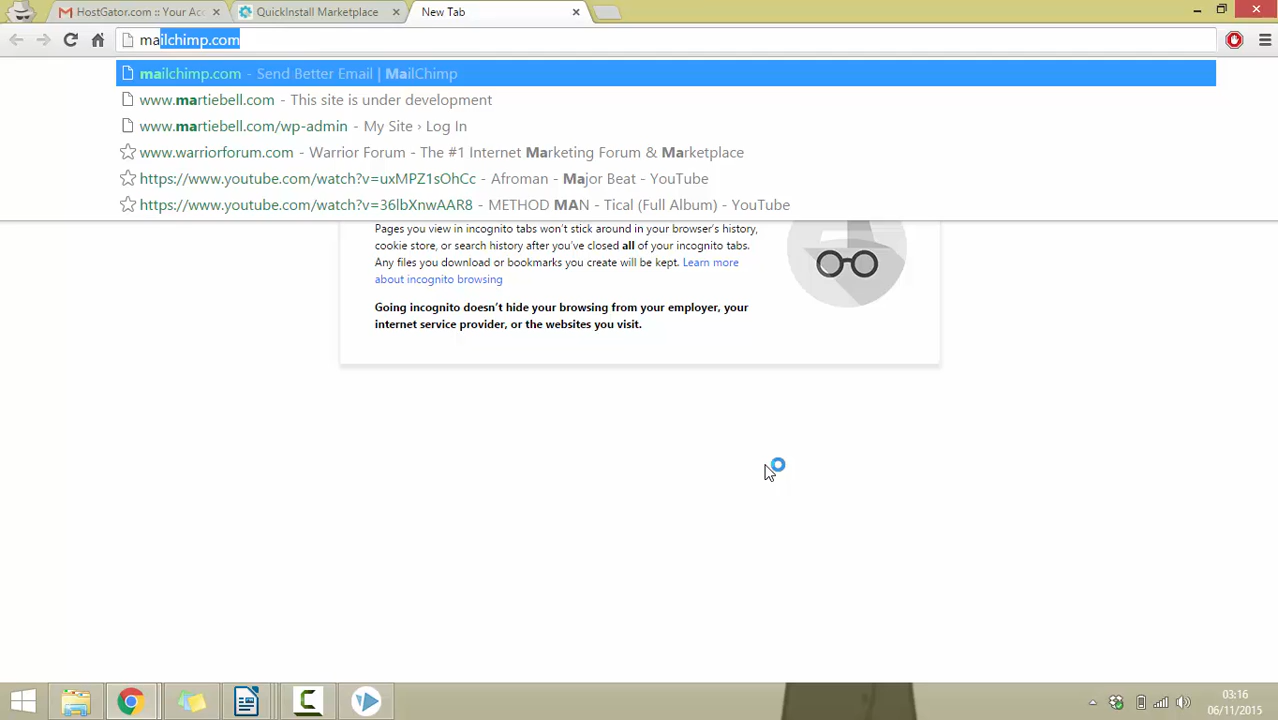 HostGator.com :: Your Acc
QuickInstall Marketplace
New Tab
mailchimp.com
mailchimp.com - Send Better Email | MailChimp
www.martiebell.com - This site is under development
www.martiebell.com/wp-admin - My Site › Log In
www.warriorforum.com - Warrior Forum - The #1 Internet Marketing Forum & Marketplace
https://www.youtube.com/watch?v=uxMPZ1sOhCc - Afroman - Major Beat - YouTube
https://www.youtube.com/watch?v=36lbXnwAAR8 - METHOD MAN - Tical (Full Album) - YouTube
Pages you view in incognito tabs won't stick around in your browser's history,
cookie store, or search history after you've closed all of your incognito tabs.
Any files you download or bookmarks you create will be kept. Learn more
about incognito browsing
Going incognito doesn't hide your browsing from your employer, your
internet service provider, or the websites you visit.
03:16
06/11/2015